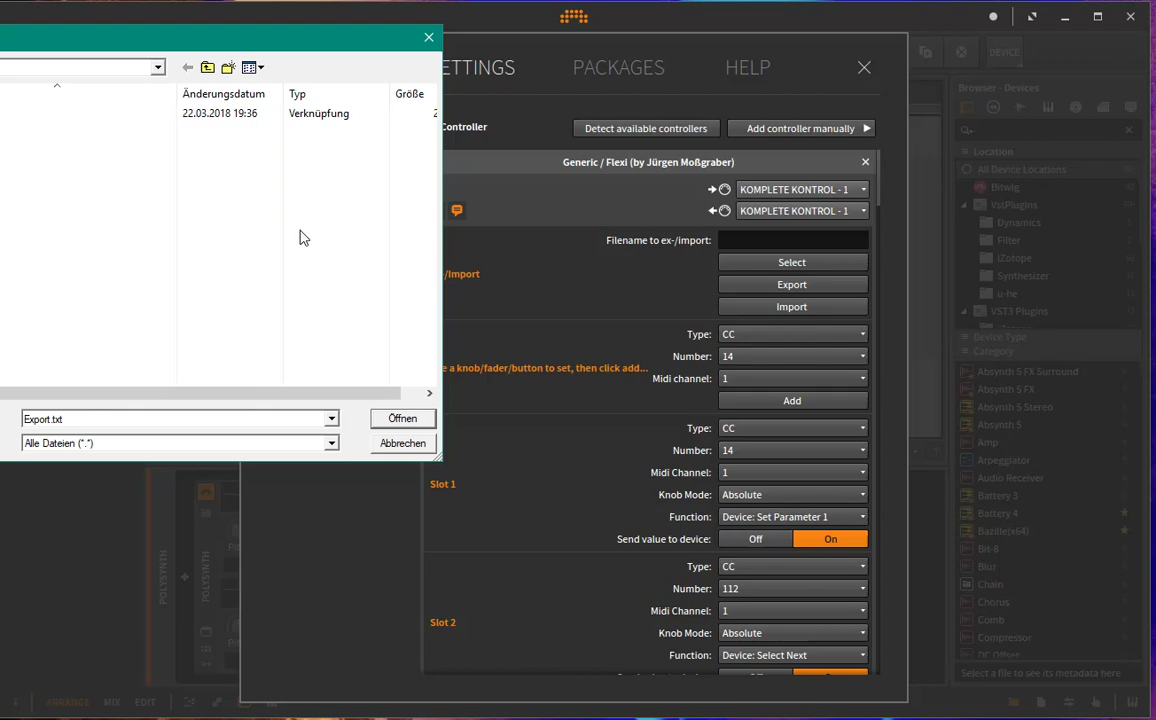 Änderungsdatum Typ Größe
22.03.2018 19:36 Verknüpfung
Export.txt Öffnen
Alle Dateien (*.*) Abbrechen
ETTINGS PACKAGES HELP
Controller Detect available controllers Add controller manually
Generic / Flexi (by Jürgen Moßgraber)
KOMPLETE KONTROL - 1
KOMPLETE KONTROL - 1
Filename to ex-/import:
Select
/Import
Export
Import
Type: CC
Number: 14
e a knob/fader/button to set, then click add...
Midi channel: 1
Add
Type: CC
Number: 14
Midi Channel: 1
Slot 1
Knob Mode: Absolute
Function: Device: Set Parameter 1
Send value to device: Off On
Type: CC
Number: 112
Midi Channel: 1
Slot 2
Knob Mode: Absolute
Function: Device: Select Next
DEVICE
Browser - Devices
Location
All Device Locations
Bitwig
VstPlugins
Dynamics
Filter
iZotope
Synthesizer
u-he
VST3 Plugins
Device Type
Category
Absynth 5 FX Surround
Absynth 5 FX
Absynth 5 Stereo
Absynth 5
Amp
Arpeggiator
Audio Receiver
Battery 3
Battery 4
Bazille(x64)
Bit-8
Blur
Chain
Chorus
Comb
Compressor
DC Offset
Select a file to see its metadata here
POLYSYNTH
POLYSYNTH
ARRANGE MIX EDIT